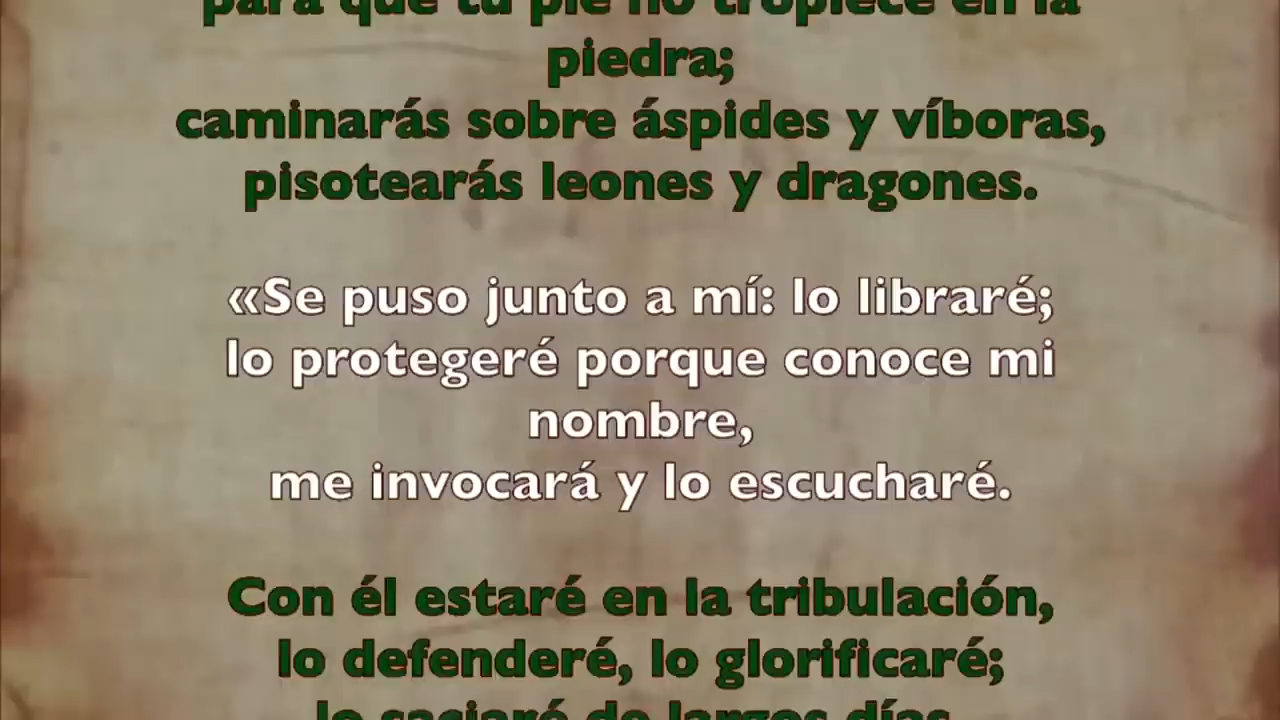 para que tu pie no tropiece en la
piedra;
caminarás sobre áspides y víboras,
pisotearás leones y dragones.
«Se puso junto a mí: lo libraré;
lo protegeré porque conoce mi
nombre,
me invocará y lo escucharé.
Con él estaré en la tribulación,
lo defenderé, lo glorificaré;
lo saciaré de largos días